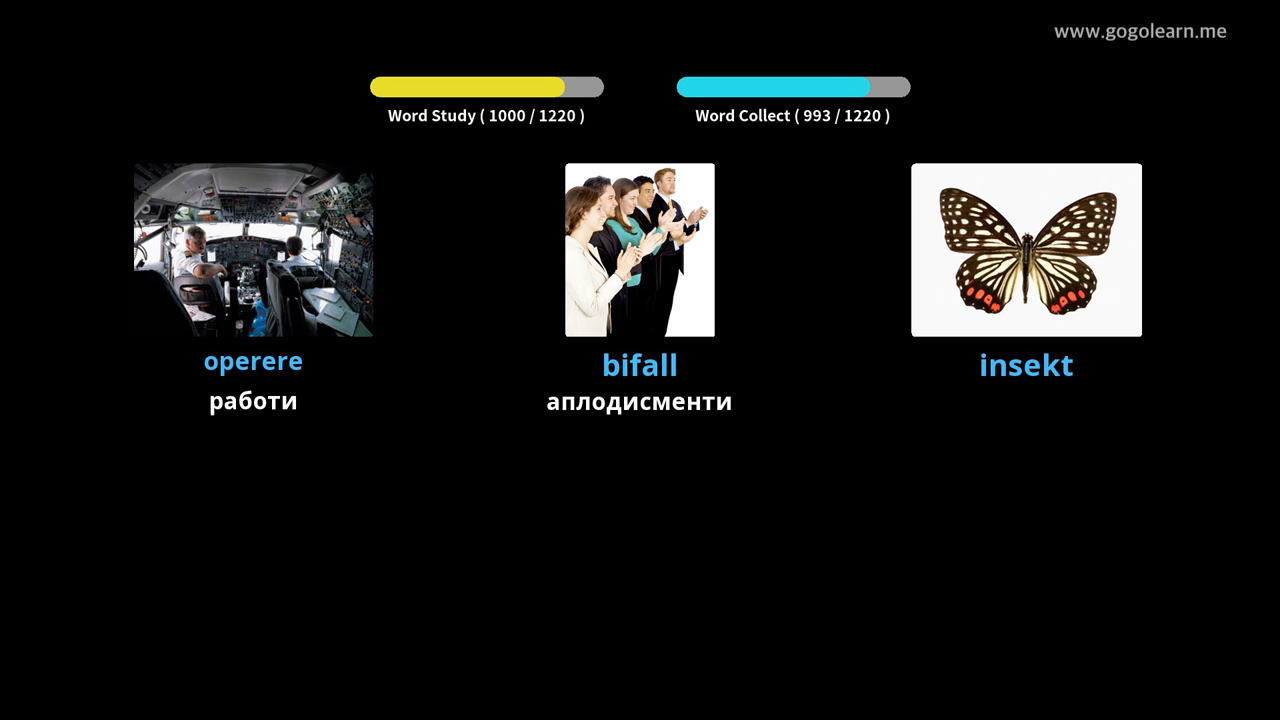 www.gogolearn.me
Word Study ( 1000 / 1220 )
Word Collect ( 993 / 1220 )
operere
работи
bifall
аплодисменти
insekt